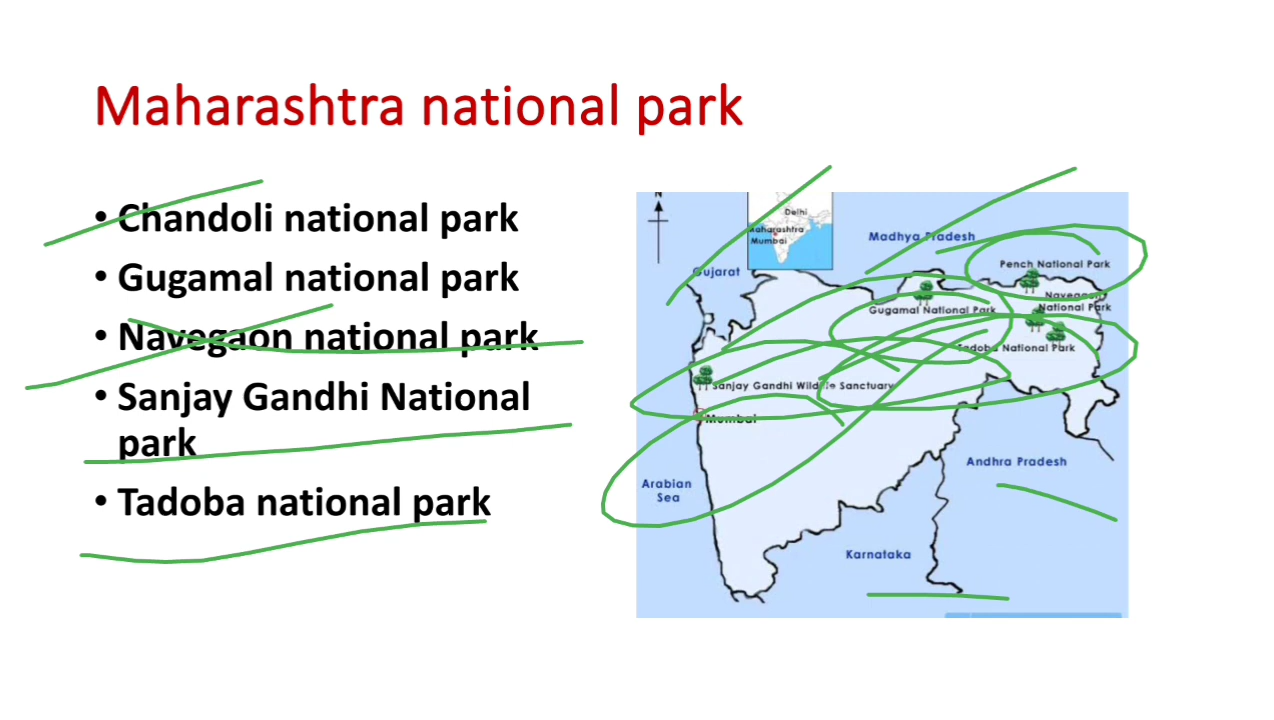 Maharashtra national park
• Chandoli national park
• Gugamal national park
• Navegaon national park
• Sanjay Gandhi National
park
• Tadoba national park
N
Delhi
Maharashtra
Mumbai
Gujarat
Madhya Pradesh
Pench National Park
Navegaon
National Park
Gugamal National Park
Tadoba National Park
Sanjay Gandhi Wildlife Sanctuary
Mumbai
Arabian
Sea
Andhra Pradesh
Karnataka